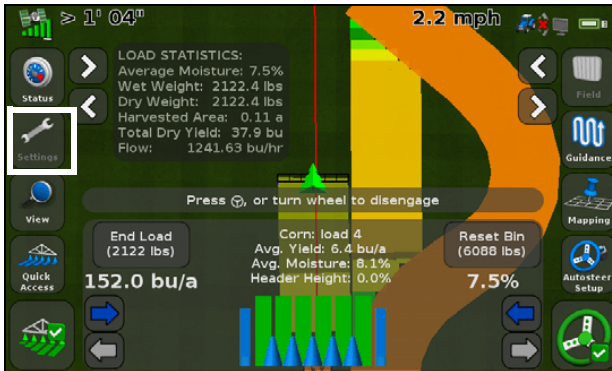 > 1' 04"
2.2 mph
LOAD STATISTICS:
Average Moisture: 7.5%
Wet Weight: 2122.4 lbs
Dry Weight: 2122.4 lbs
Harvested Area: 0.11 a
Total Dry Yield: 37.9 bu
Flow: 1241.63 bu/hr
Status
Field
Settings
Guidance
Press , or turn wheel to disengage
View
Mapping
End Load
(2122 lbs)
Corn: load 4
Avg. Yield: 6.4 bu/a
Avg. Moisture: 8.1%
Header Height: 0.0%
Reset Bin
(6088 lbs)
Quick
Access
152.0 bu/a
7.5%
Autosteer
Setup